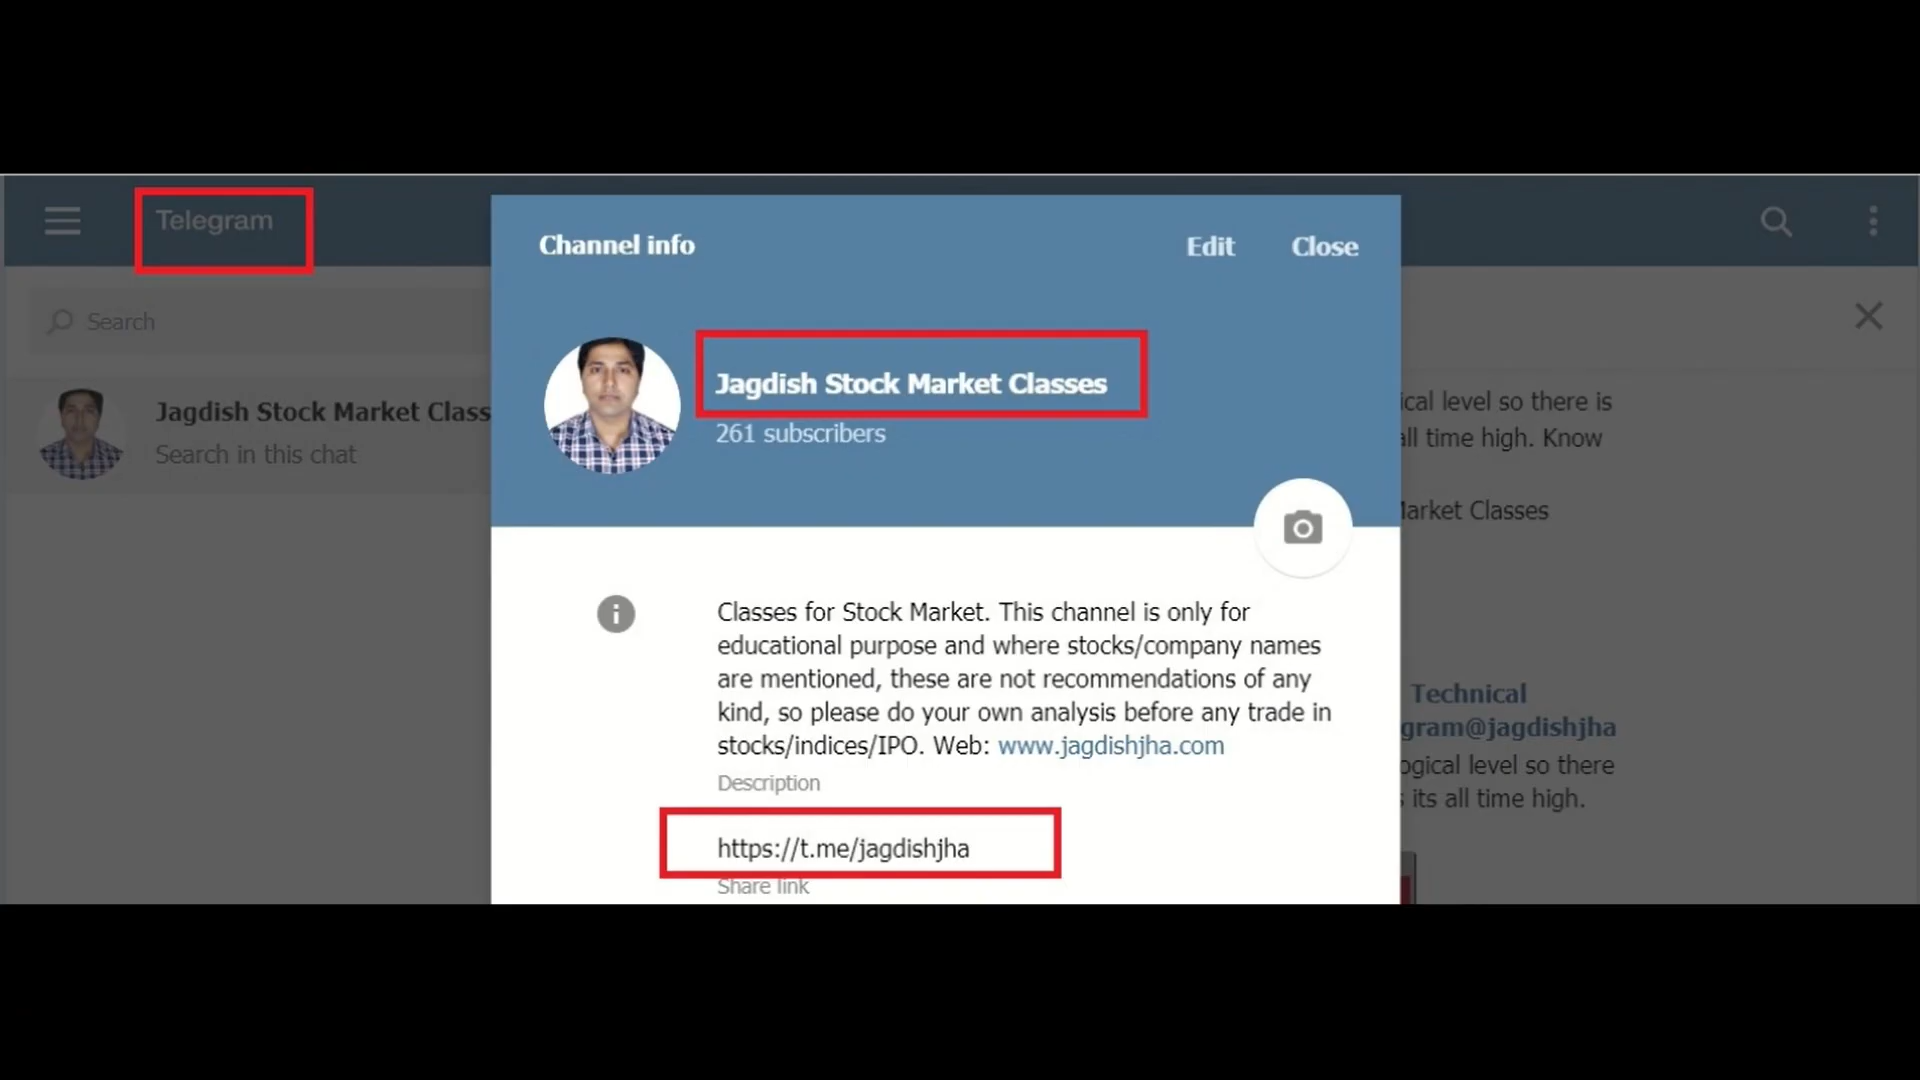 Telegram
Channel info
Edit
Close
Search
Jagdish Stock Market Classes
261 subscribers
Jagdish Stock Market Class
Search in this chat
level so there is
all time high. Know
Market Classes
Classes for Stock Market. This channel is only for
educational purpose and where stocks/company names
are mentioned, these are not recommendations of any
kind, so please do your own analysis before any trade in
stocks/indices/IPO. Web: www.jagdishjha.com
Description
https://t.me/jagdishjha
Share link
Technical
gram@jagdishjha
ogical level so there
its all time high.